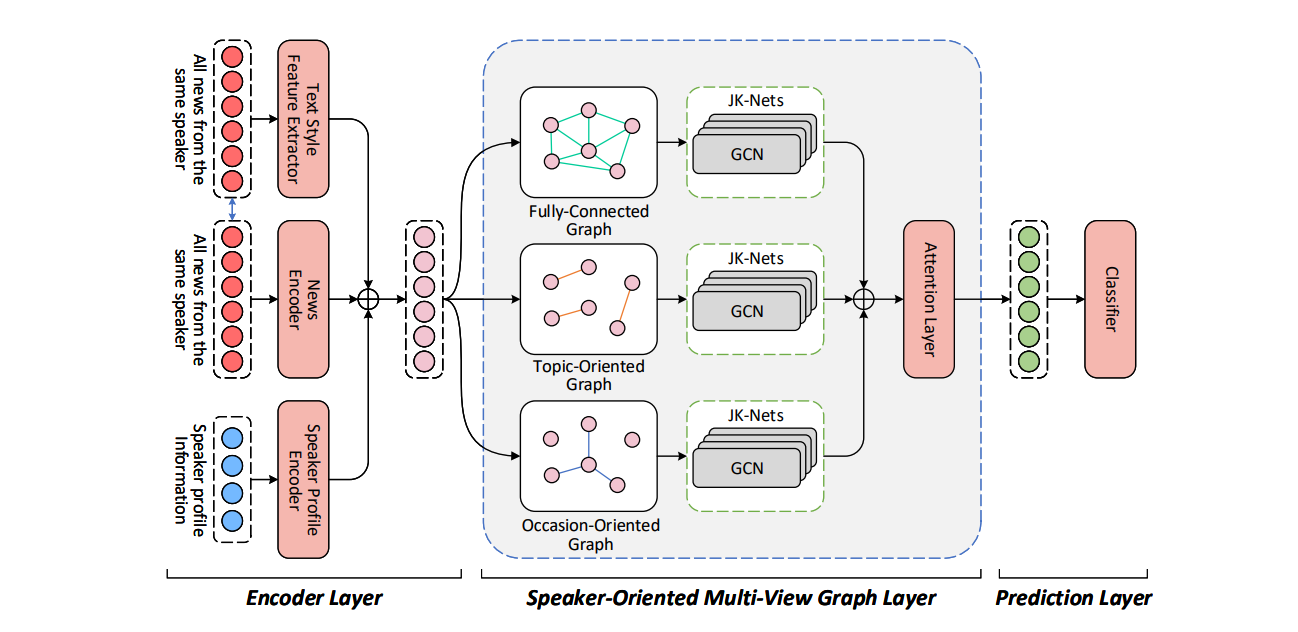 All news from the
same speaker
Text Style
Feature Extractor
All news from the
same speaker
News
Encoder
Speaker profile
Information
Speaker Profile
Encoder
Fully-Connected
Graph
JK-Nets
GCN
Topic-Oriented
Graph
JK-Nets
GCN
Occasion-Oriented
Graph
JK-Nets
GCN
Attention Layer
Classifier
Encoder Layer
Speaker-Oriented Multi-View Graph Layer
Prediction Layer